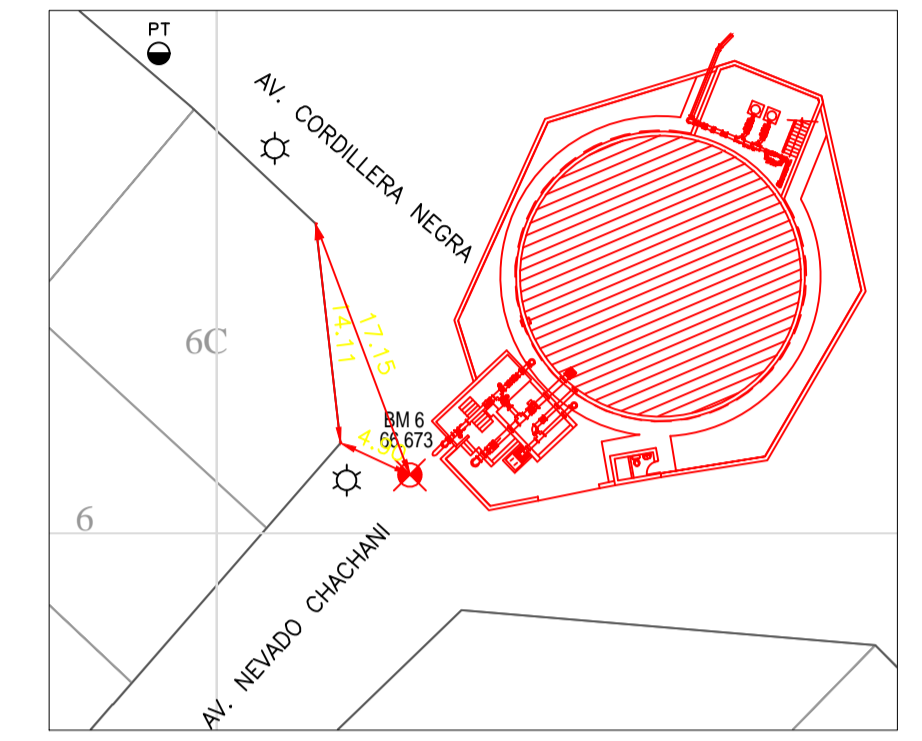 PT
AV. CORDILLERA NEGRA
17.15
14.11
6C
BM 6
66.673
6
AV. NEVADO CHACHANI